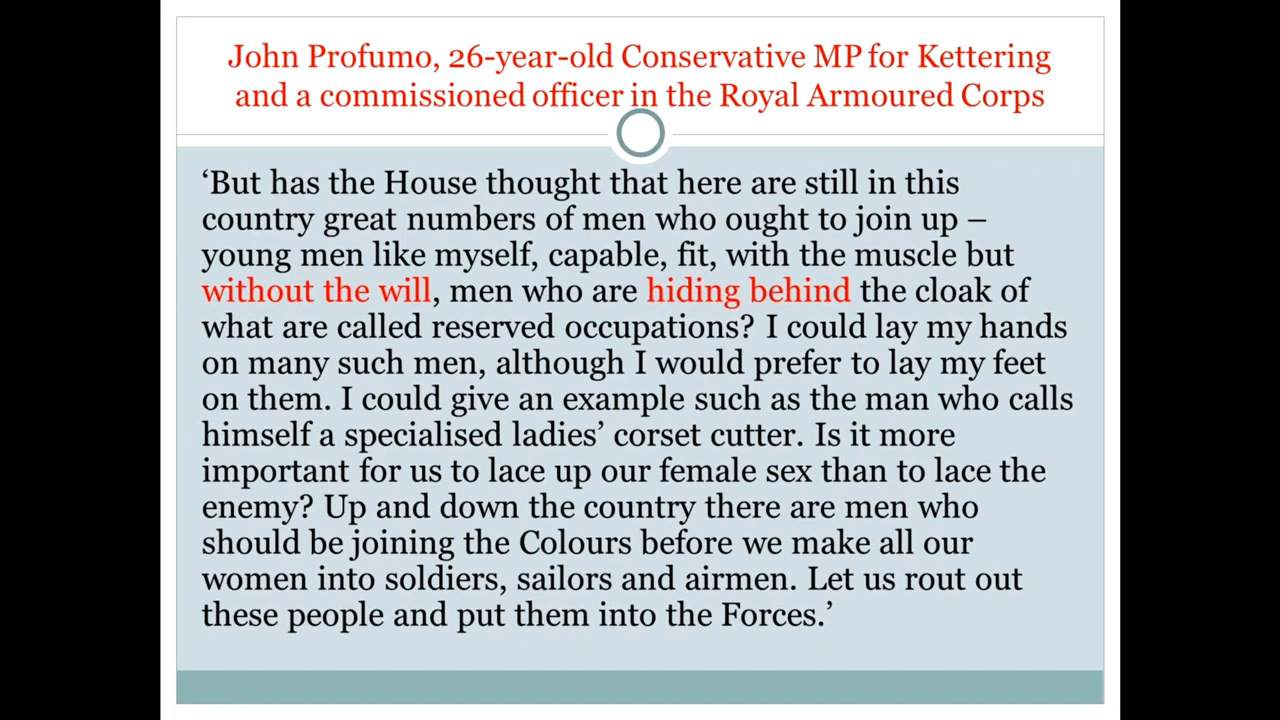 John Profumo, 26-year-old Conservative MP for Kettering
and a commissioned officer in the Royal Armoured Corps
‘But has the House thought that here are still in this
country great numbers of men who ought to join up –
young men like myself, capable, fit, with the muscle but
without the will, men who are hiding behind the cloak of
what are called reserved occupations? I could lay my hands
on many such men, although I would prefer to lay my feet
on them. I could give an example such as the man who calls
himself a specialised ladies’ corset cutter. Is it more
important for us to lace up our female sex than to lace the
enemy? Up and down the country there are men who
should be joining the Colours before we make all our
women into soldiers, sailors and airmen. Let us rout out
these people and put them into the Forces.’